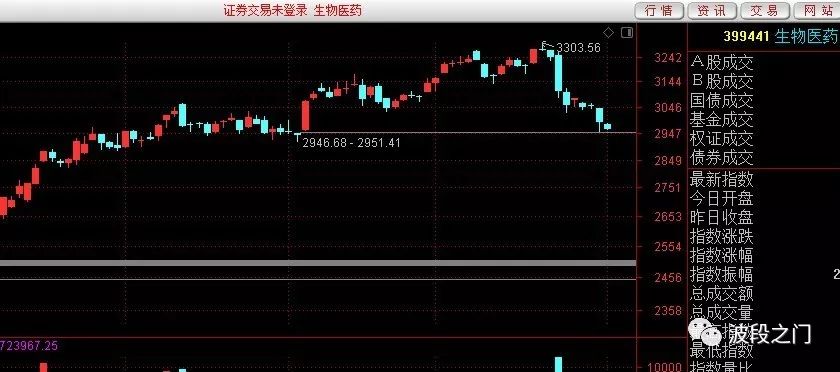 证券交易未登录 生物医药
行 情
资 讯
交 易
网 站
3303.56
2946.68 - 2951.41
3242
3144
3046
2947
2849
2751
2653
2554
2456
2358
723967.25
10000
399441 生物医药
A股成交
B股成交
国债成交
基金成交
权证成交
债券成交
最新指数
今日开盘
昨日收盘
指数涨跌
指数涨幅
指数振幅
2
总成交额
总成交量
指数
最低指数
指数量比
波段之门